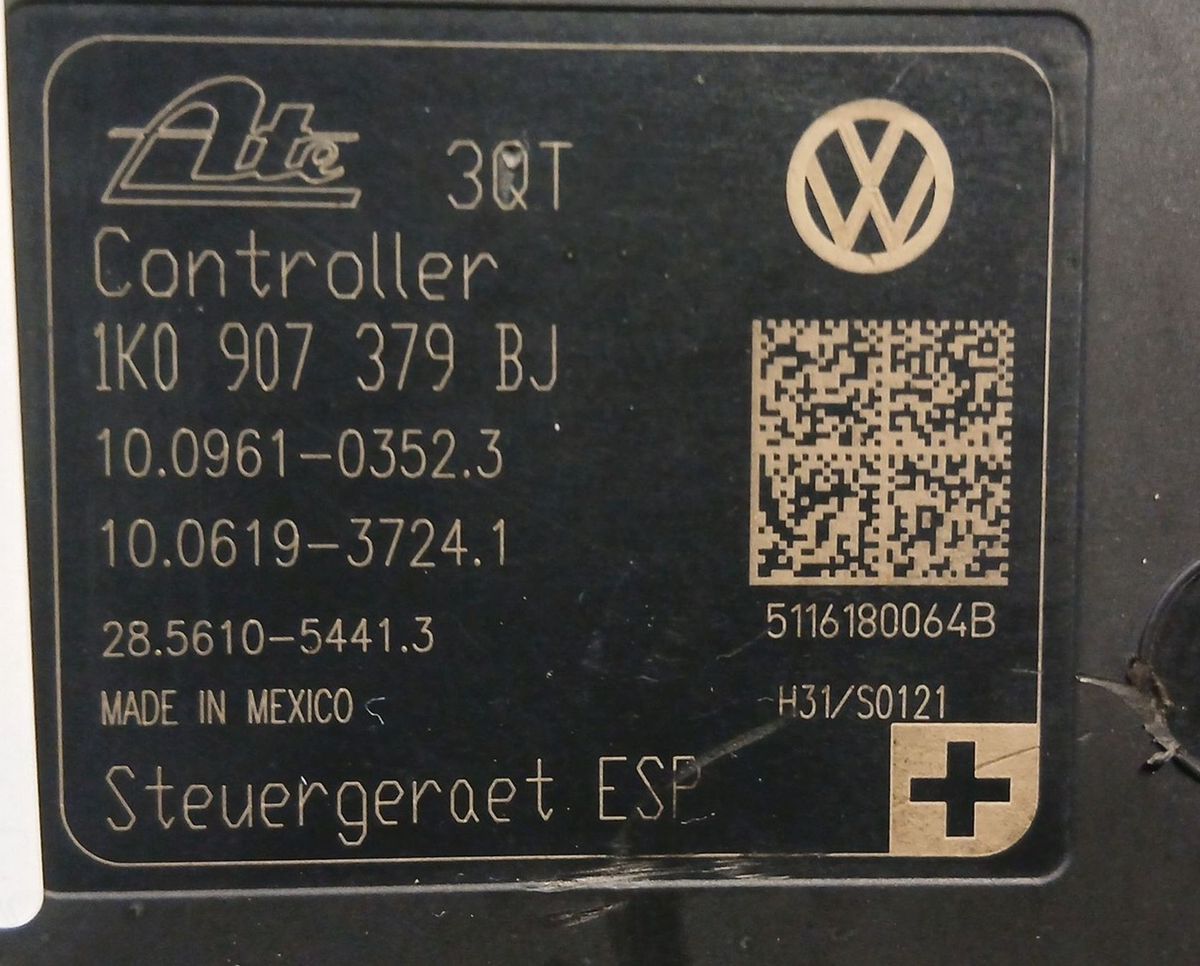 Ate 3QT
Controller
1K0 907 379 BJ
10.0961-0352.3
10.0619-3724.1
28.5610-5441.3
5116180064B
MADE IN MEXICO
H31/S0121
Steuergeraet ESP